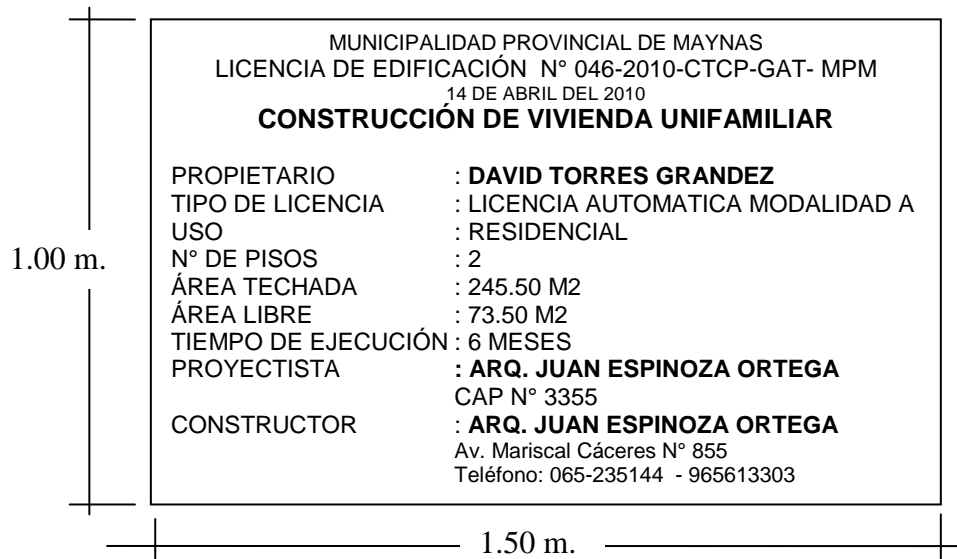 MUNICIPALIDAD PROVINCIAL DE MAYNAS
LICENCIA DE EDIFICACIÓN N° 046-2010-CTCP-GAT- MPM
14 DE ABRIL DEL 2010
CONSTRUCCIÓN DE VIVIENDA UNIFAMILIAR
PROPIETARIO : DAVID TORRES GRANDEZ
TIPO DE LICENCIA : LICENCIA AUTOMATICA MODALIDAD A
USO : RESIDENCIAL
N° DE PISOS : 2
ÁREA TECHADA : 245.50 M2
ÁREA LIBRE : 73.50 M2
TIEMPO DE EJECUCIÓN : 6 MESES
PROYECTISTA : ARQ. JUAN ESPINOZA ORTEGA
CAP N° 3355
CONSTRUCTOR : ARQ. JUAN ESPINOZA ORTEGA
Av. Mariscal Cáceres N° 855
Teléfono: 065-235144 - 965613303
1.00 m.
1.50 m.